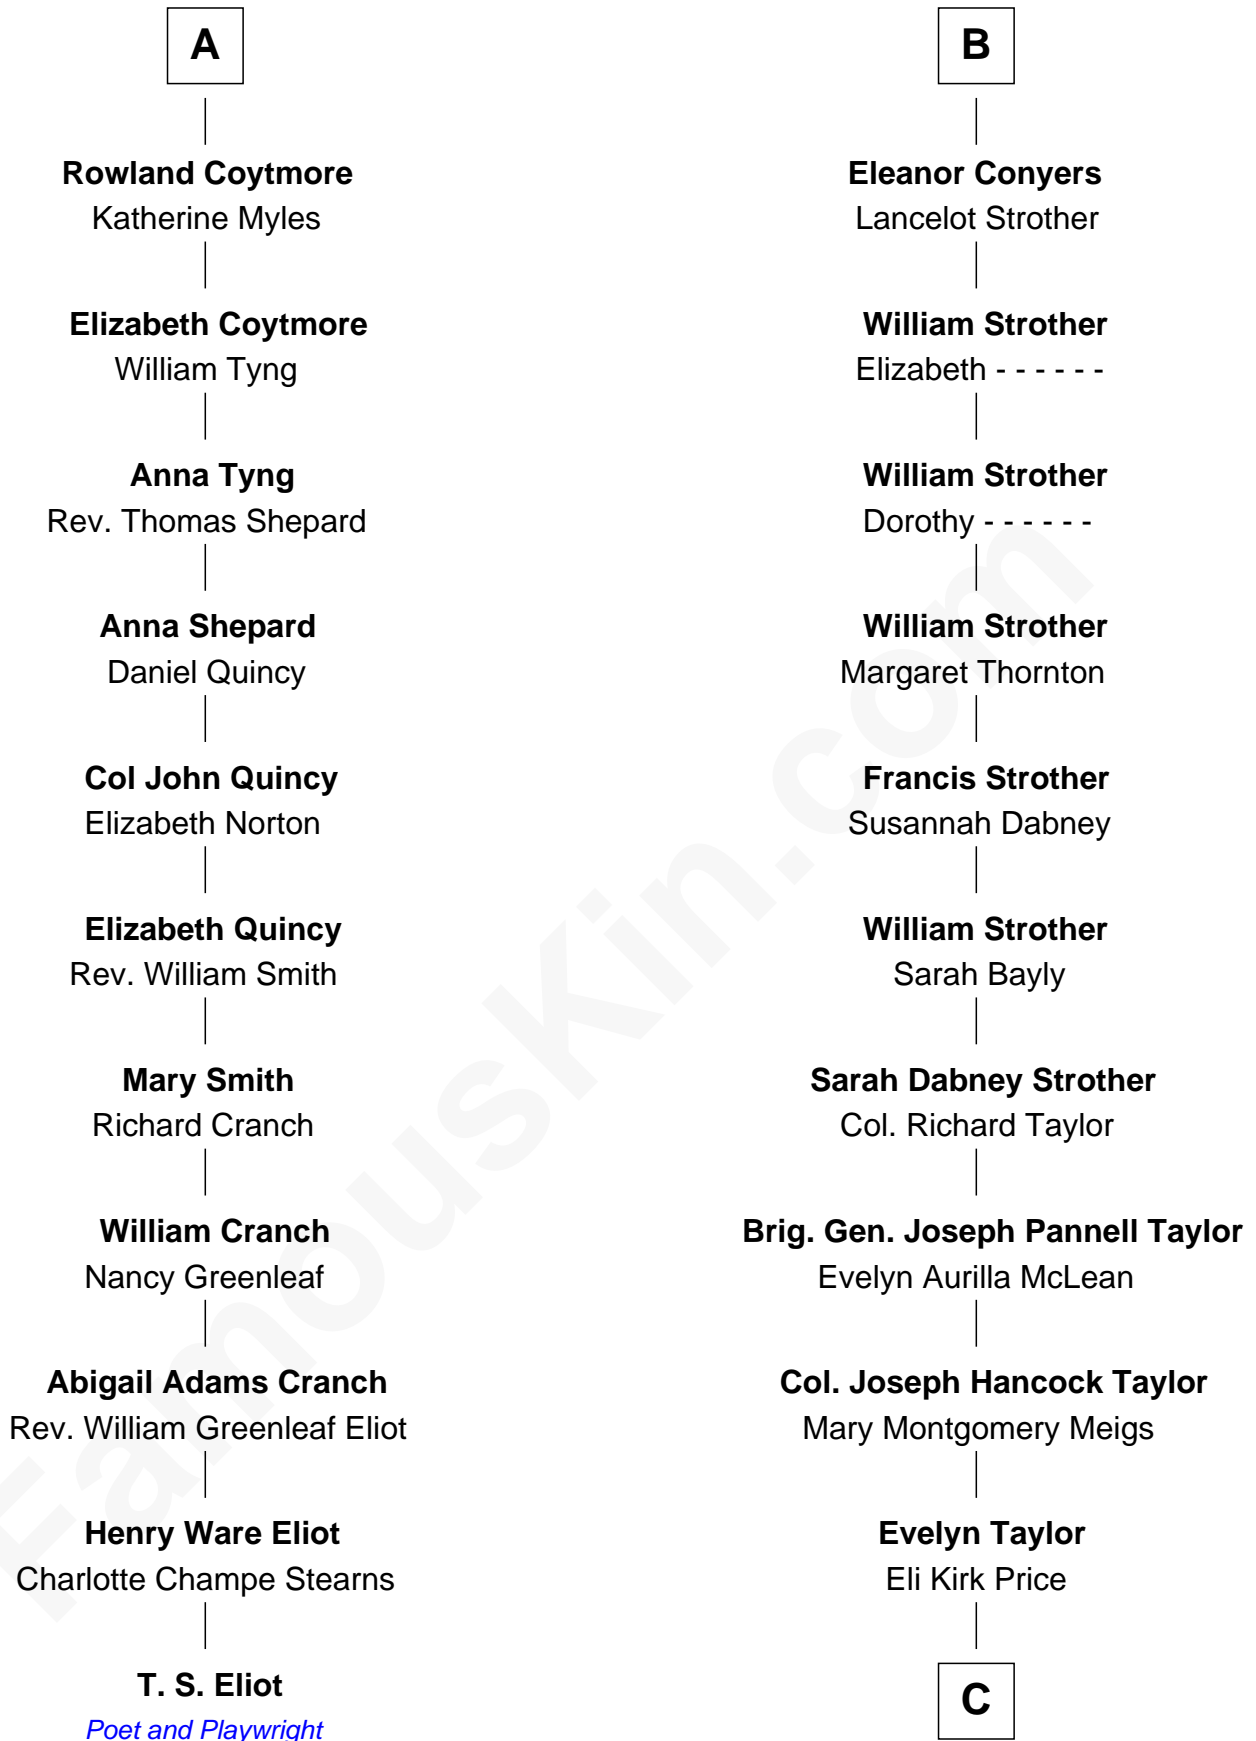 A
Rowland Coytmore
Katherine Myles
Elizabeth Coytmore
William Tyng
Anna Tyng
Rev. Thomas Shepard
Anna Shepard
Daniel Quincy
Col John Quincy
Elizabeth Norton
Elizabeth Quincy
Rev. William Smith
Mary Smith
Richard Cranch
William Cranch
Nancy Greenleaf
Abigail Adams Cranch
Rev. William Greenleaf Eliot
Henry Ware Eliot
Charlotte Champe Stearns
T. S. Eliot
Poet and Playwright
B
Eleanor Conyers
Lancelot Strother
William Strother
Elizabeth - - - - - -
William Strother
Dorothy - - - - - -
William Strother
Margaret Thornton
Francis Strother
Susannah Dabney
William Strother
Sarah Bayly
Sarah Dabney Strother
Col. Richard Taylor
Brig. Gen. Joseph Pannell Taylor
Evelyn Aurilla McLean
Col. Joseph Hancock Taylor
Mary Montgomery Meigs
Evelyn Taylor
Eli Kirk Price
C
FamousKin.com